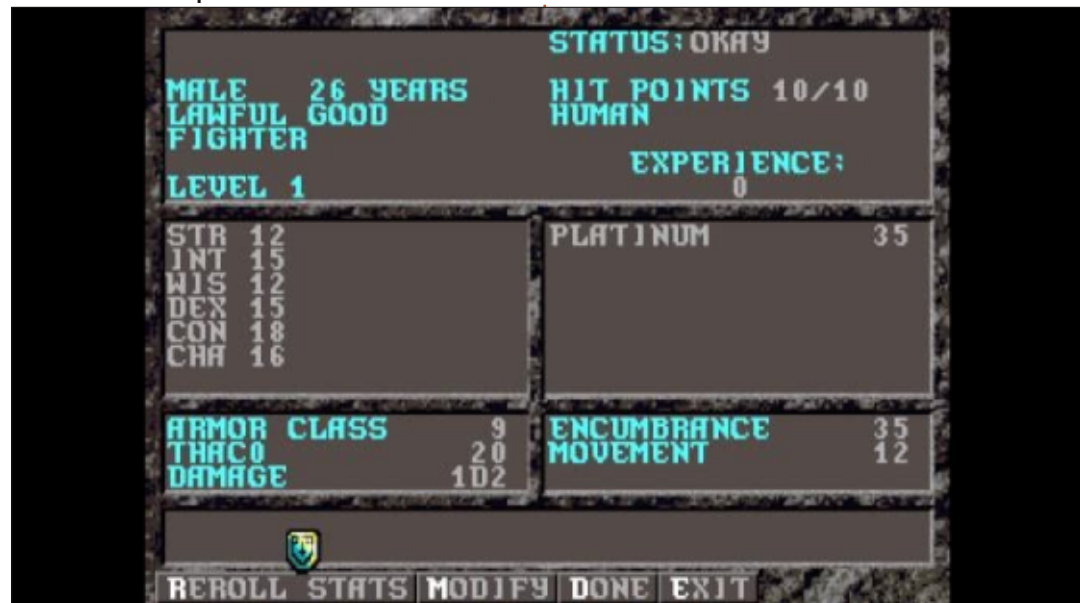 STATUS: OKAY
MALE 26 YEARS HIT POINTS 10/10
LAWFUL GOOD HUMAN
FIGHTER
EXPERIENCE:
LEVEL 1 0
STR 12
INT 15
WIS 12
DEX 15
CON 18
CHA 16
PLATINUM 35
ARMOR CLASS 9
THAC0 20
DAMAGE 1D2
ENCUMBRANCE 35
MOVEMENT 12
REROLL STATS MODIFY DONE EXIT